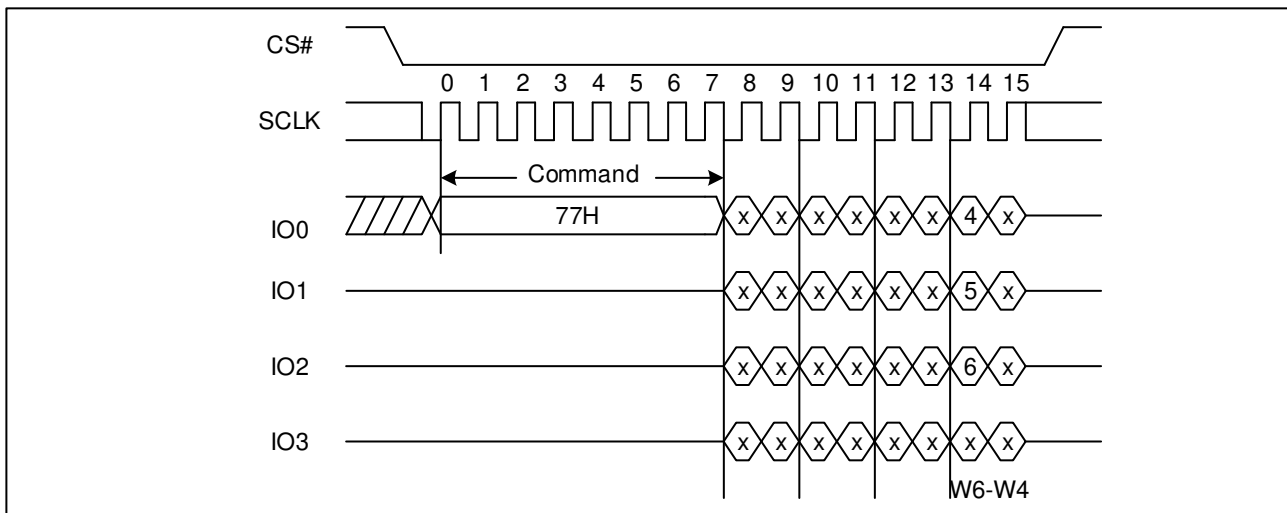 CS#
0 1 2 3 4 5 6 7 8 9 10 11 12 13 14 15
SCLK
Command
IO0 77H x x x x x x 4 x
IO1 x x x x x x 5 x
IO2 x x x x x x 6 x
IO3 x x x x x x x x
W6-W4